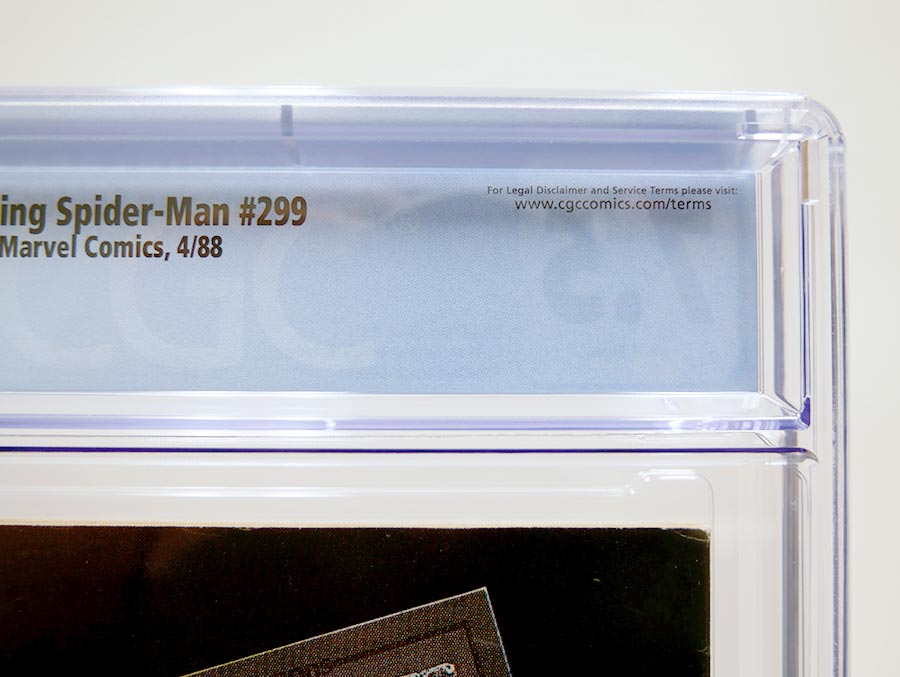 ing Spider-Man #299
Marvel Comics, 4/88
For Legal Disclaimer and Service Terms please visit:
www.cgccomics.com/terms
CGC®